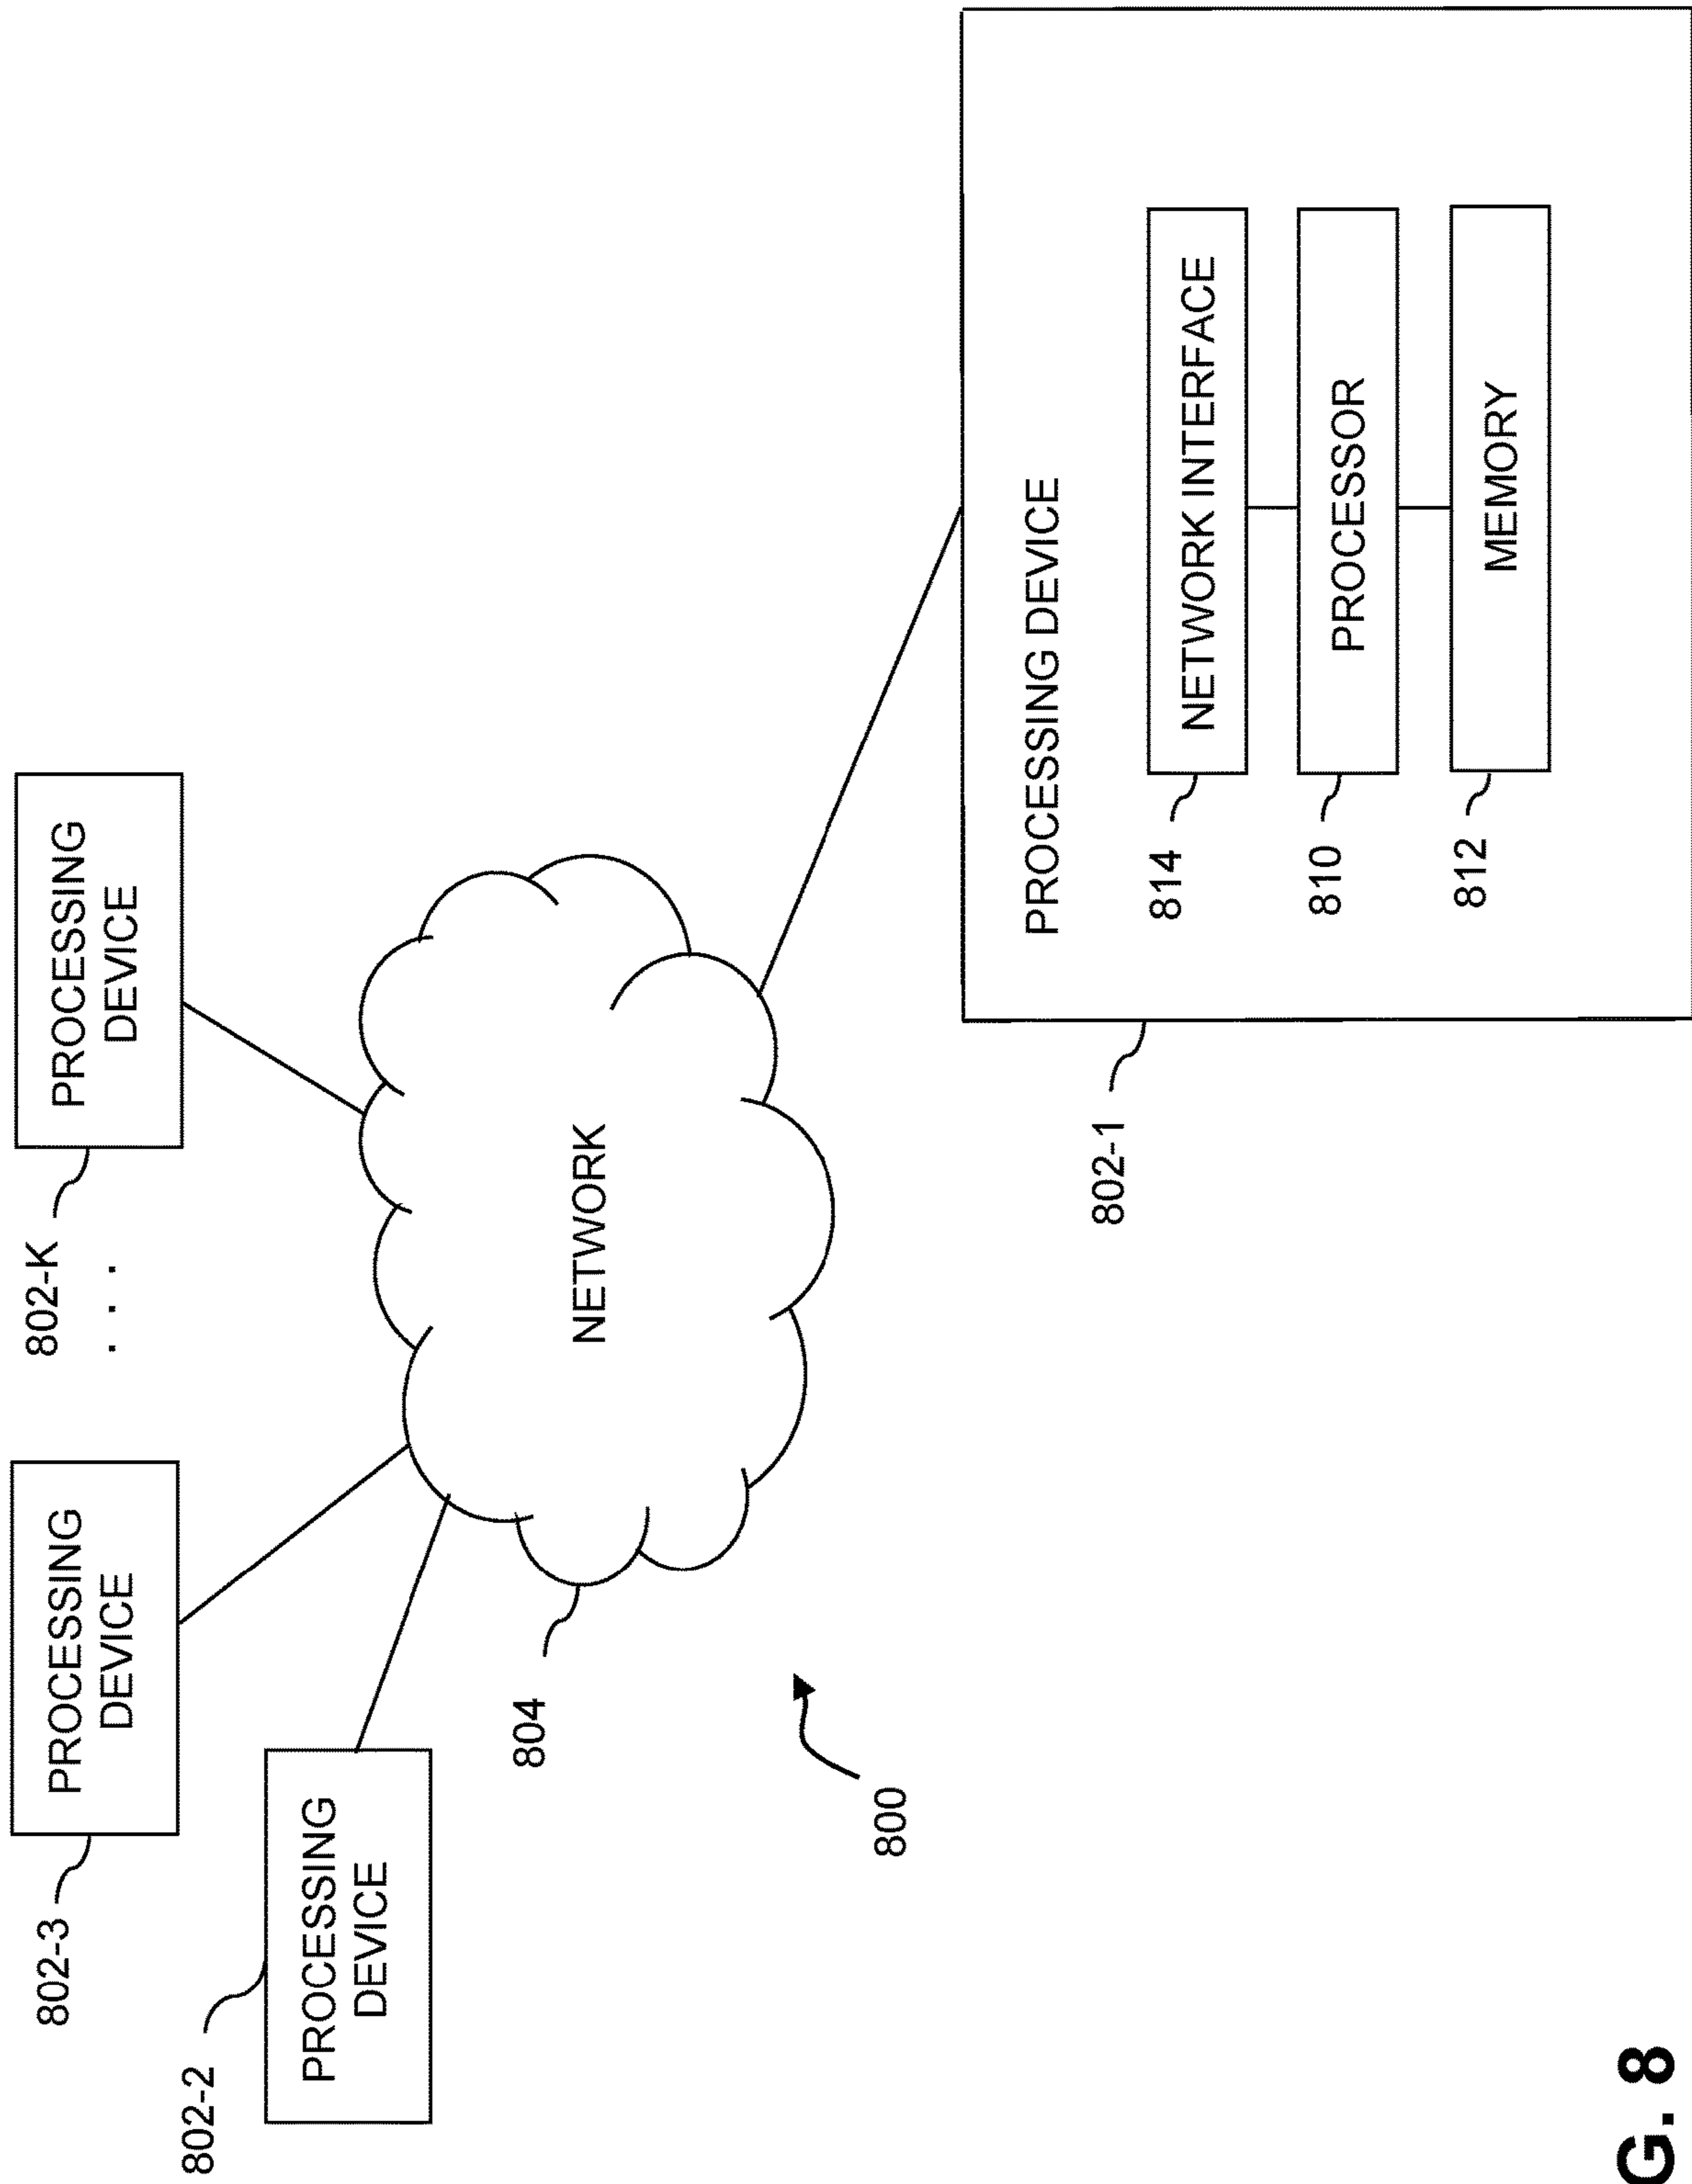 802-2
PROCESSING
DEVICE
802-3
PROCESSING
DEVICE
802-K
. . .
PROCESSING
DEVICE
804
NETWORK
800
802-1
PROCESSING DEVICE
814
NETWORK INTERFACE
810
PROCESSOR
812
MEMORY
G. 8